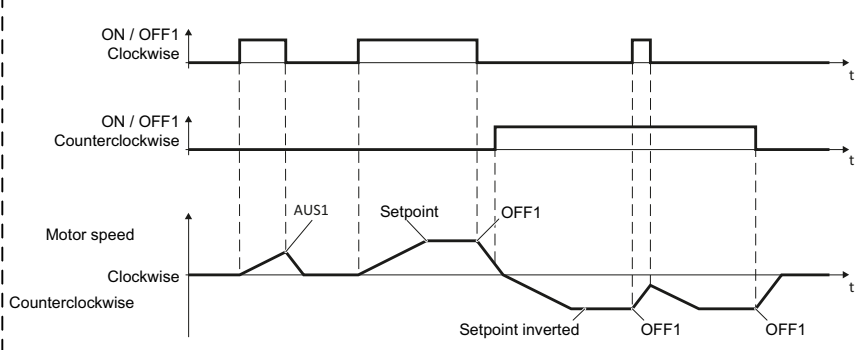 ON / OFF1
Clockwise
t
ON / OFF1
Counterclockwise
t
AUS1
Setpoint
OFF1
Motor speed
Clockwise
t
Counterclockwise
Setpoint inverted
OFF1
OFF1